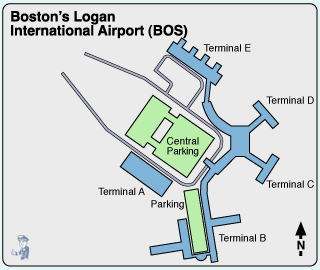 Boston's Logan
International Airport (BOS)
Terminal E
Terminal D
Central
Parking
Terminal C
Terminal A
Parking
Terminal B
N